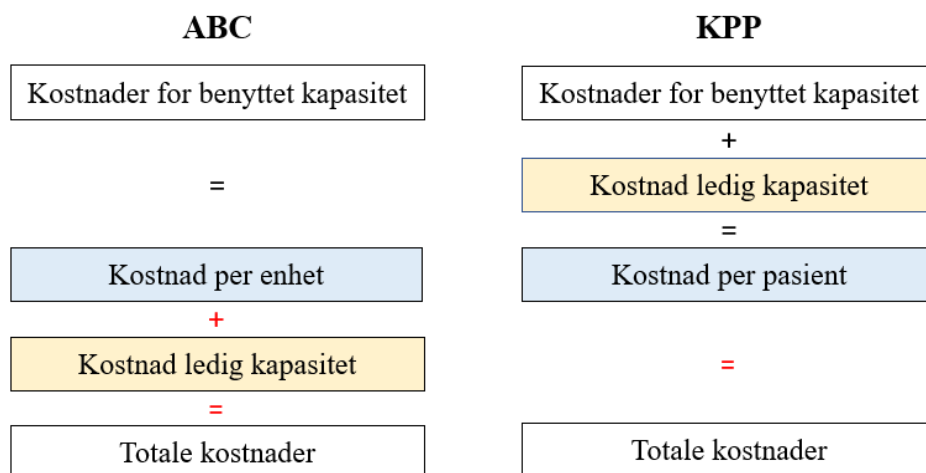 ABC
Kostnader for benyttet kapasitet
=
Kostnad per enhet
+
Kostnad ledig kapasitet
=
Totale kostnader
KPP
Kostnader for benyttet kapasitet
+
Kostnad ledig kapasitet
=
Kostnad per pasient
=
Totale kostnader